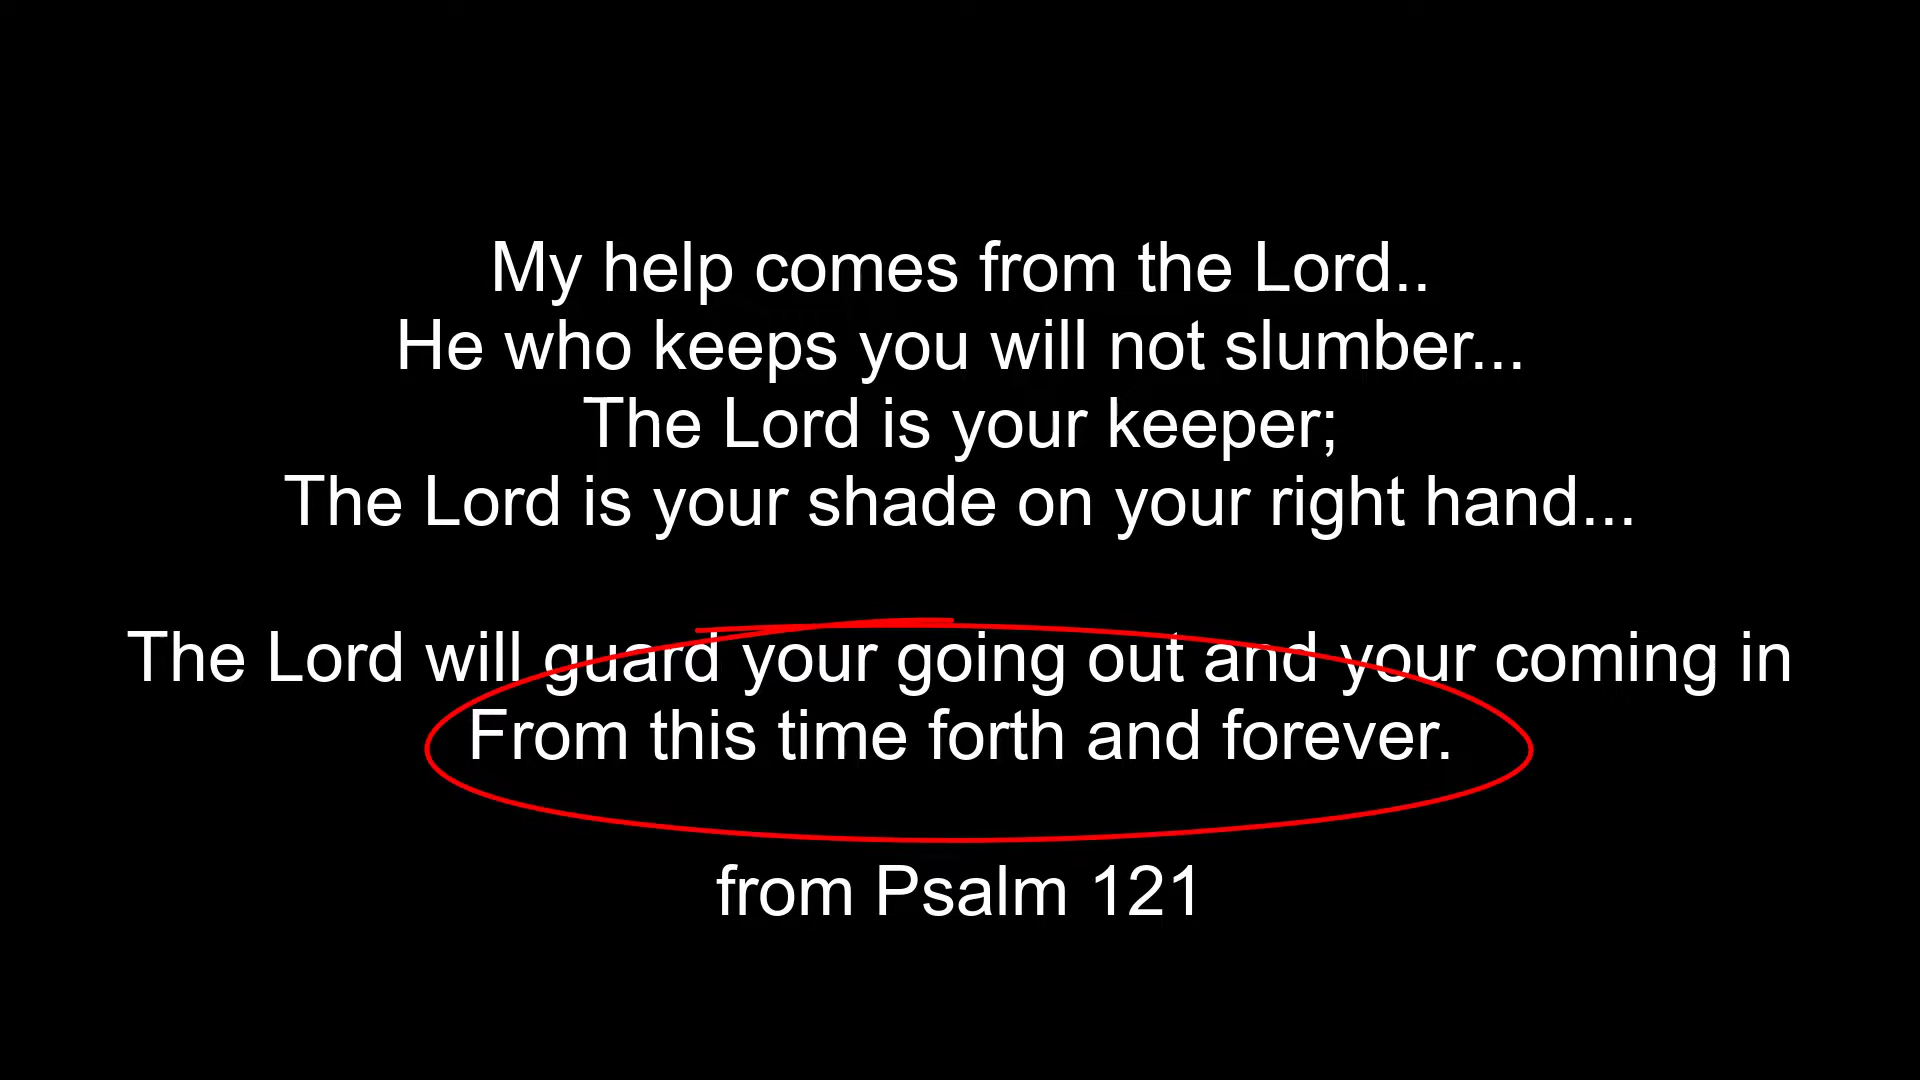 My help comes from the Lord..
He who keeps you will not slumber...
The Lord is your keeper;
The Lord is your shade on your right hand...
The Lord will guard your going out and your coming in
From this time forth and forever.
from Psalm 121